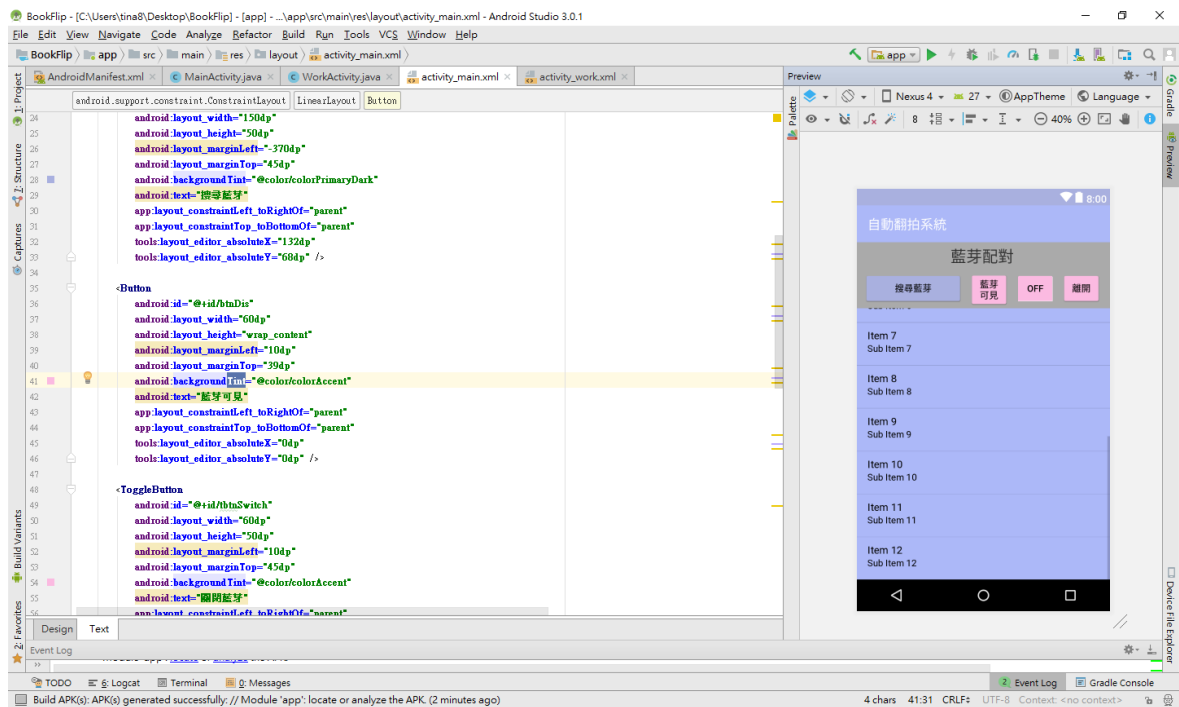 BookFlip - [C:\Users\tina8\Desktop\BookFlip] - [app] - ...\app\src\main\res\layout\activity_main.xml - Android Studio 3.0.1
File Edit View Navigate Code Analyze Refactor Build Run Tools VCS Window Help
BookFlip app src main res layout activity_main.xml app
AndroidManifest.xml MainActivity.java WorkActivity.java activity_main.xml activity_work.xml
android.support.constraint.ConstraintLayout LinearLayout Button
24 android:layout_width="150dp"
25 android:layout_height="50dp"
26 android:layout_marginLeft="-370dp"
27 android:layout_marginTop="45dp"
28 android:backgroundTint="@color/colorPrimaryDark"
29 android:text="搜尋藍芽"
30 app:layout_constraintLeft_toRightOf="parent"
31 app:layout_constraintTop_toBottomOf="parent"
32 tools:layout_editor_absoluteX="132dp"
33 tools:layout_editor_absoluteY="68dp" />
34
35 <Button
36 android:id="@+id/btnDis"
37 android:layout_width="60dp"
38 android:layout_height="wrap_content"
39 android:layout_marginLeft="10dp"
40 android:layout_marginTop="39dp"
41 android:backgroundTint="@color/colorAccent"
42 android:text="藍芽可見"
43 app:layout_constraintLeft_toRightOf="parent"
44 app:layout_constraintTop_toBottomOf="parent"
45 tools:layout_editor_absoluteX="0dp"
46 tools:layout_editor_absoluteY="0dp" />
47
48 <ToggleButton
49 android:id="@+id/tbtnSwitch"
50 android:layout_width="60dp"
51 android:layout_height="50dp"
52 android:layout_marginLeft="10dp"
53 android:layout_marginTop="45dp"
54 android:backgroundTint="@color/colorAccent"
55 android:text="關閉藍芽"
56 app:layout_constraintLeft_toRightOf="parent"
Design Text
Preview
Nexus 4 27 AppTheme Language
8 40%
8:00
自動翻拍系統
藍芽配對
搜尋藍芽 藍芽可見 OFF 離開
Item 7
Sub Item 7
Item 8
Sub Item 8
Item 9
Sub Item 9
Item 10
Sub Item 10
Item 11
Sub Item 11
Item 12
Sub Item 12
1: Project
7: Structure
Captures
Build Variants
2: Favorites
Palette
Gradle
Preview
Device File Explorer
Event Log
TODO 6: Logcat Terminal 0: Messages 2 Event Log Gradle Console
Build APK(s): APK(s) generated successfully: // Module 'app': locate or analyze the APK. (2 minutes ago) 4 chars 41:31 CRLF UTF-8 Context: <no context>